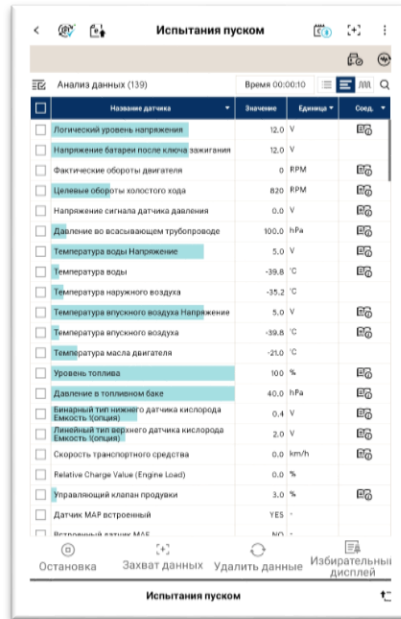 Испытания пуском
Анализ данных (139) Время 00:00:10
Название датчика Значение Единица Соед.
Логический уровень напряжения 12.0 V
Напряжение батареи после ключа зажигания 12.0 V
Фактические обороты двигателя 0 RPM
Целевые обороты холостого хода 820 RPM
Напряжение сигнала датчика давления 0.0 V
Давление во всасывающем трубопроводе 100.0 hPa
Температура воды Напряжение 5.0 V
Температура воды -39.8 °C
Температура наружного воздуха -35.2 °C
Температура впускного воздуха Напряжение 5.0 V
Температура впускного воздуха -39.8 °C
Температура масла двигателя -21.0 °C
Уровень топлива 100 %
Давление в топливном баке 40.0 hPa
Бинарный тип нижнего датчика кислорода
Емкость 1(опция) 0.4 V
Линейный тип верхнего датчика кислорода
Емкость 1(опция) 2.0 V
Скорость транспортного средства 0.0 km/h
Relative Charge Value (Engine Load) 0.0 %
Управляющий клапан продувки 3.0 %
Датчик MAP встроенный YES -
Встроенный датчик MAF NO -
Остановка Захват данных Удалить данные Избирательны
дисплей
Испытания пуском